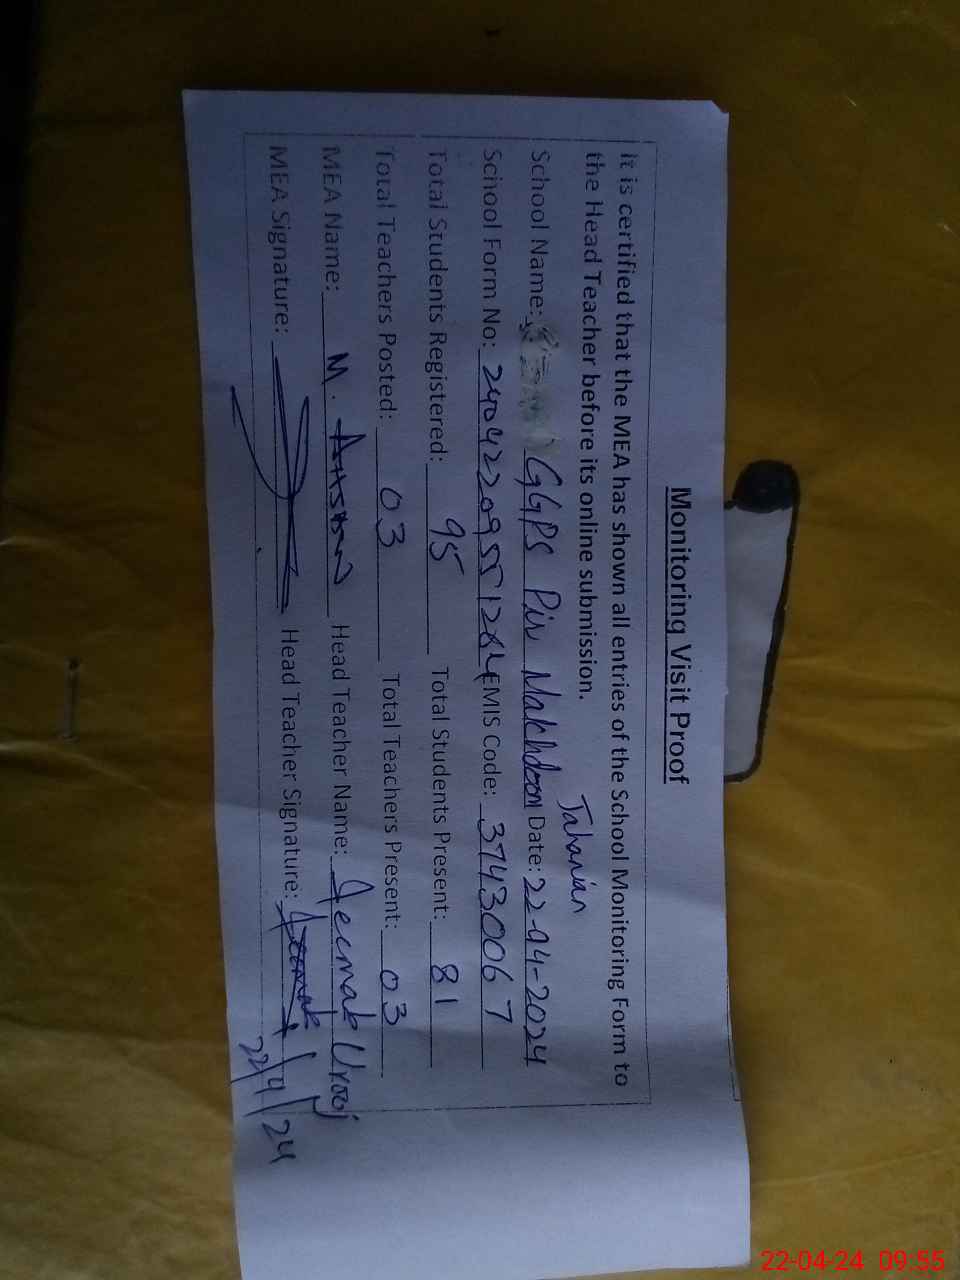 Monitoring Visit Proof
It is certified that the MEA has shown all entries of the School Monitoring Form to
the Head Teacher before its online submission.
Jahanian
School Name: GGPS Pir Makhdoom Date: 22-04-2024
School Form No: 24042209551284 EMIS Code: 37430067
Total Students Registered: 95 Total Students Present: 81
Total Teachers Posted: 03 Total Teachers Present: 03
MEA Name: M. AHSAN Head Teacher Name: Urooj
MEA Signature: Head Teacher Signature:
22/4/24
22-04-24 09:55